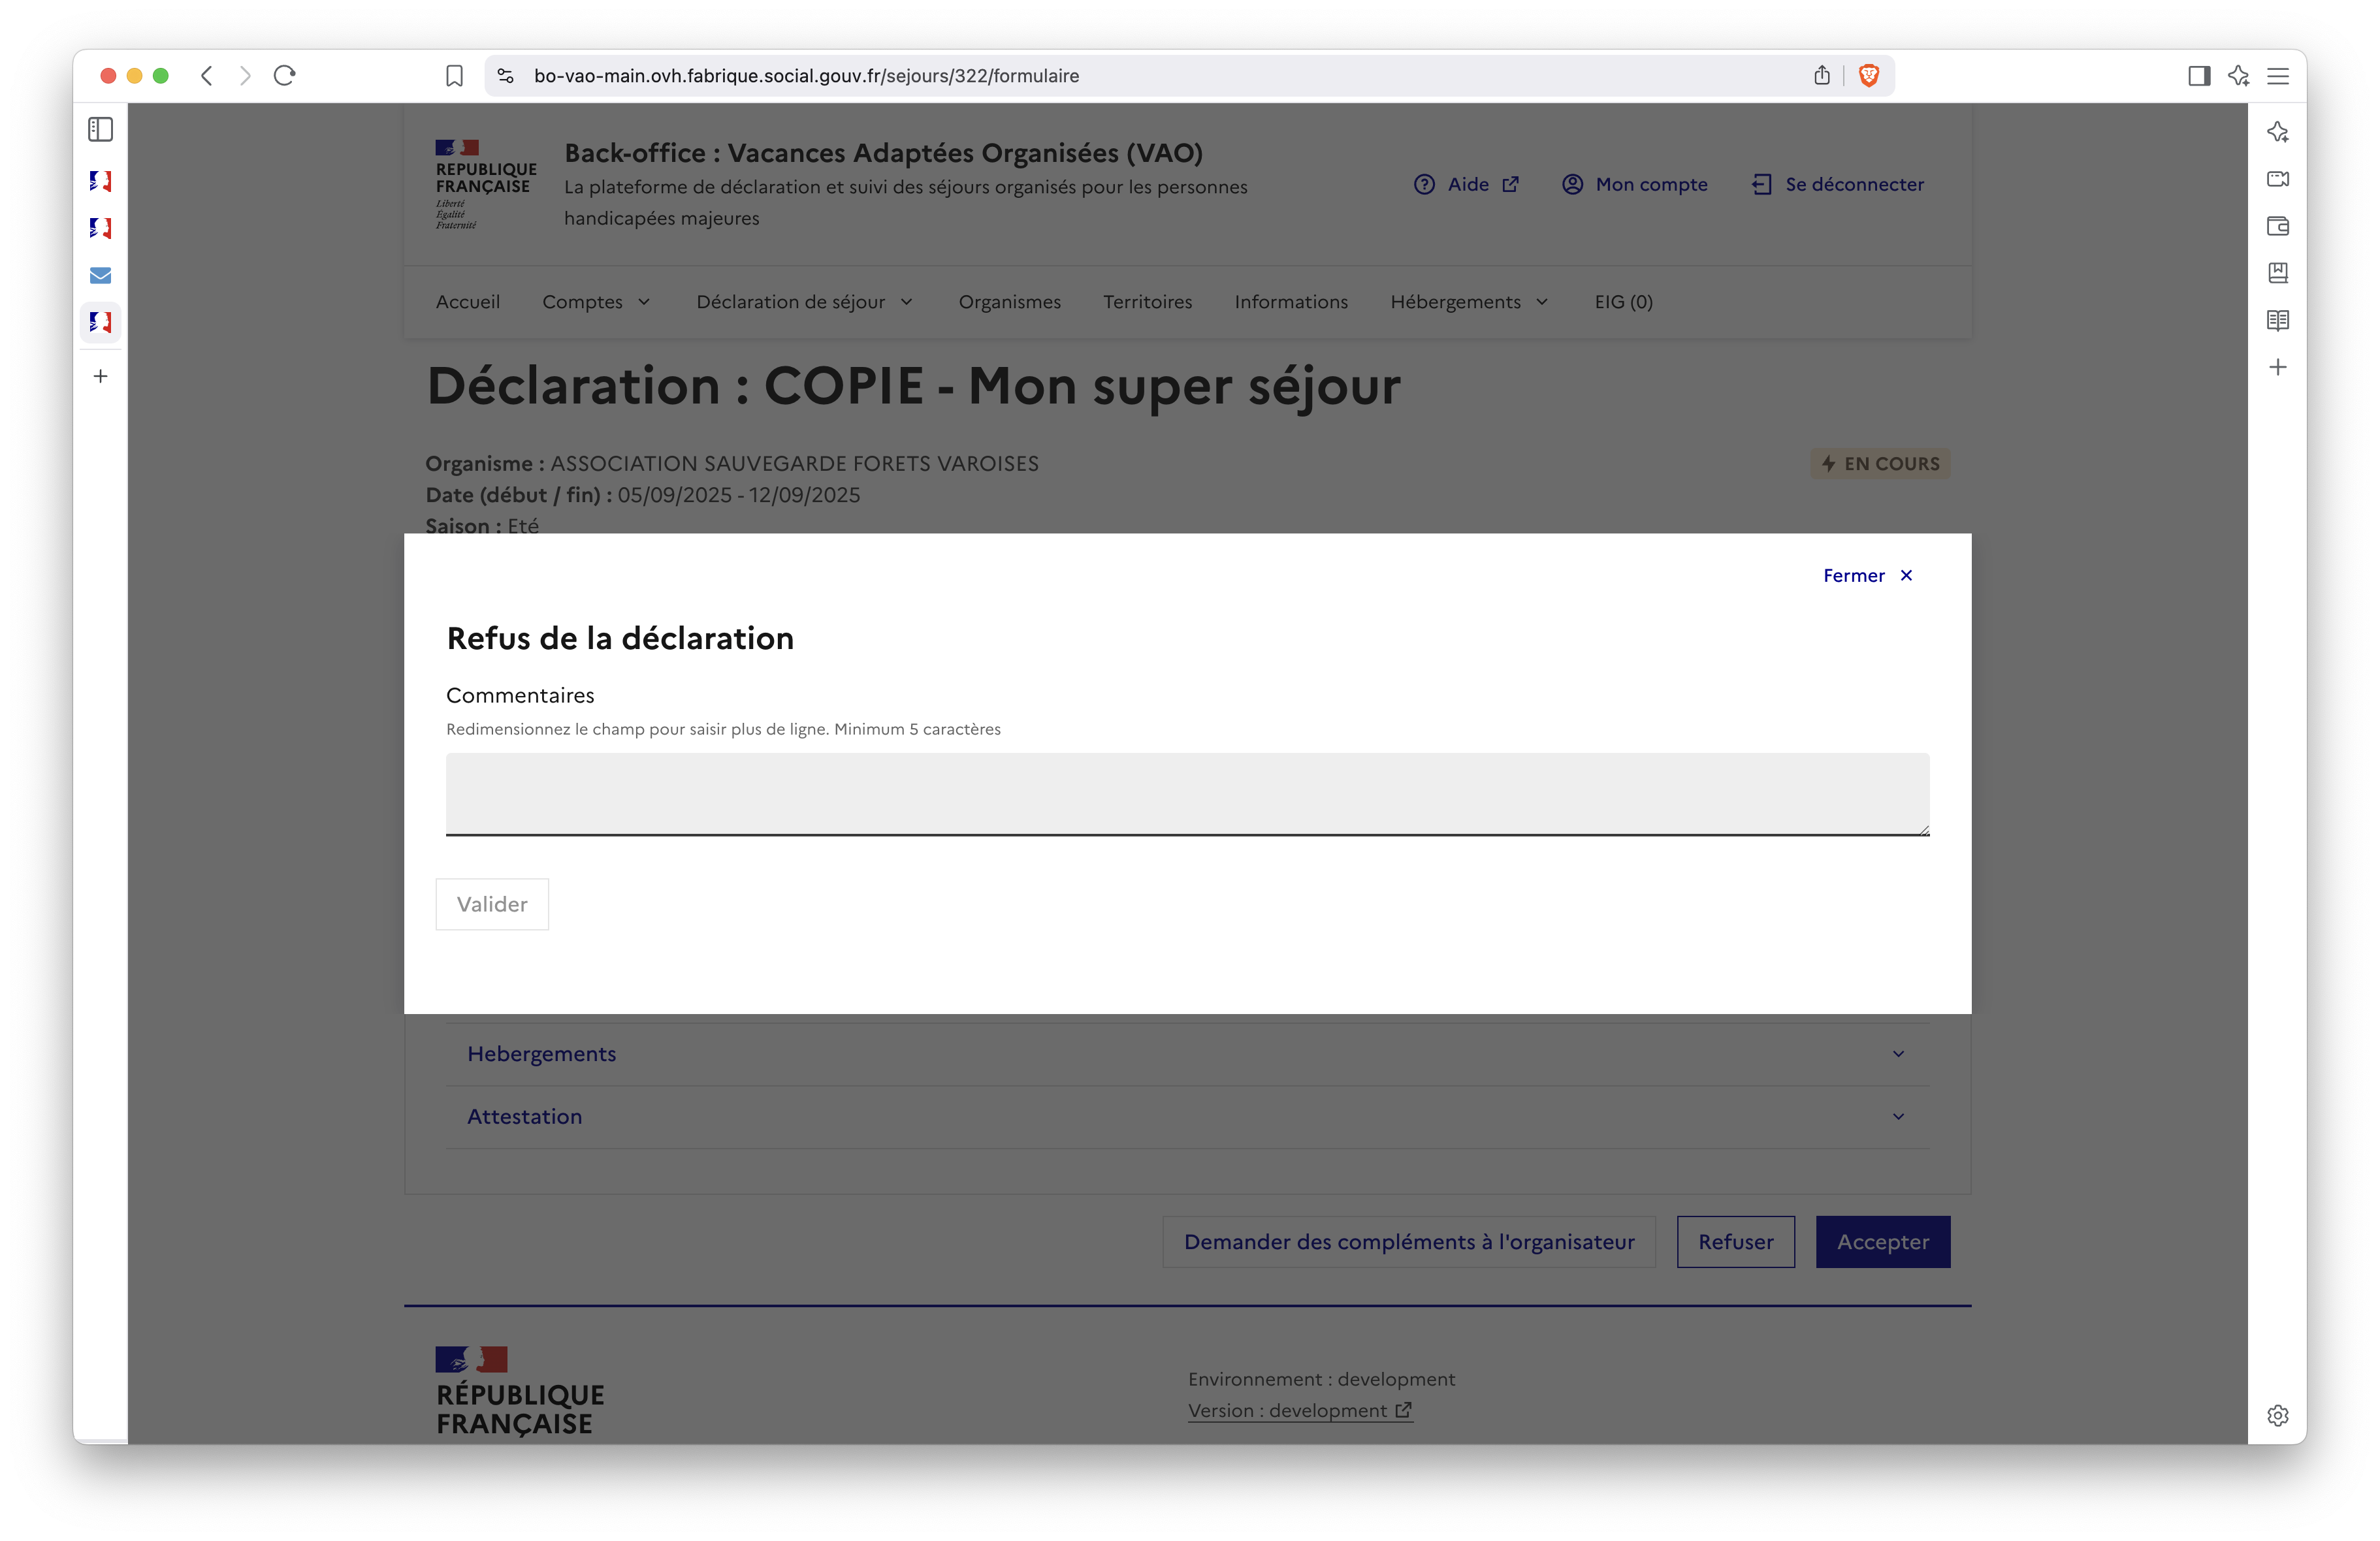 bo-vao-main.ovh.fabrique.social.gouv.fr/sejours/322/formulaire
RÉPUBLIQUE
FRANÇAISE
Liberté
Égalité
Fraternité
Back-office : Vacances Adaptées Organisées (VAO)
La plateforme de déclaration et suivi des séjours organisés pour les personnes
handicapées majeures
Aide
Mon compte
Se déconnecter
Accueil
Comptes
Déclaration de séjour
Organismes
Territoires
Informations
Hébergements
EIG (0)
Déclaration : COPIE - Mon super séjour
Organisme : ASSOCIATION SAUVEGARDE FORETS VAROISES
EN COURS
Date (début / fin) : 05/09/2025 - 12/09/2025
Saison : Eté
Fermer
Refus de la déclaration
Commentaires
Redimensionnez le champ pour saisir plus de ligne. Minimum 5 caractères
Valider
Hebergements
Attestation
Demander des compléments à l'organisateur
Refuser
Accepter
RÉPUBLIQUE
FRANÇAISE
Environnement : development
Version : development